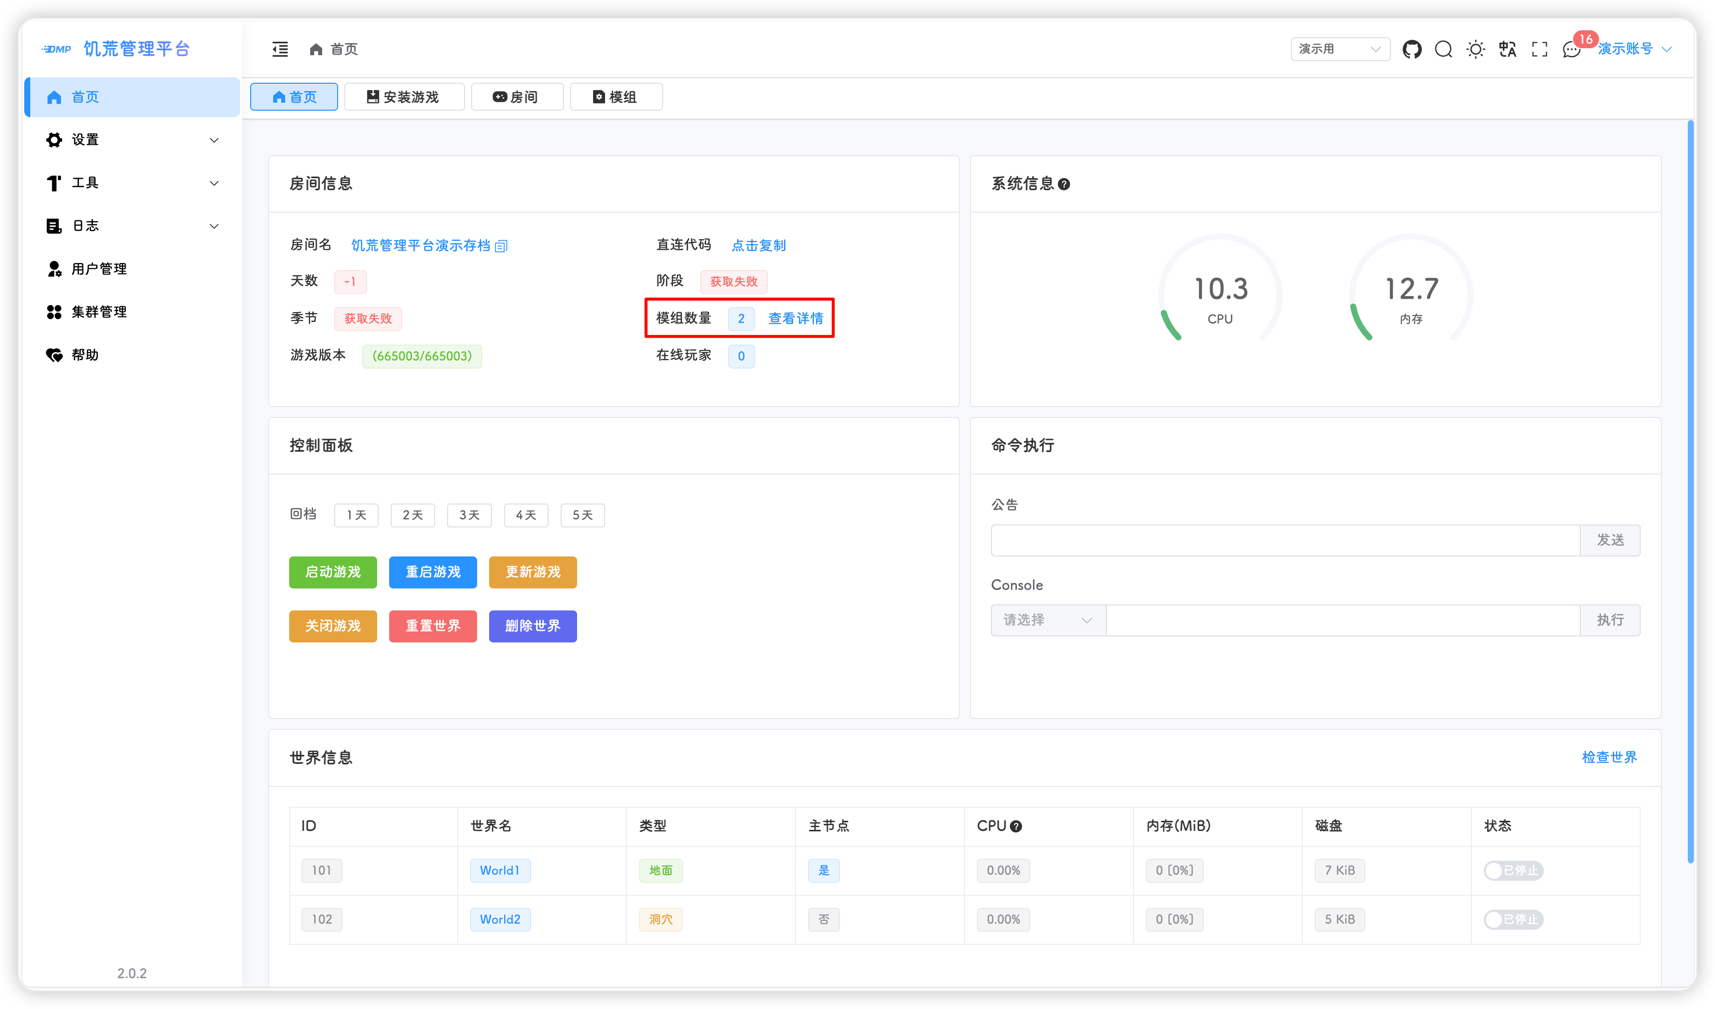 DMP 饥荒管理平台
首页
演示用
16
演示账号
首页
设置
工具
日志
用户管理
集群管理
帮助
2.0.2
首页 安装游戏 房间 模组
房间信息
房间名 饥荒管理平台演示存档
直连代码 点击复制
天数 -1
阶段 获取失败
季节 获取失败
模组数量 2 查看详情
游戏版本 (665003/665003)
在线玩家 0
系统信息
10.3
CPU
12.7
内存
控制面板
回档 1天 2天 3天 4天 5天
启动游戏 重启游戏 更新游戏
关闭游戏 重置世界 删除世界
命令执行
公告
发送
Console
请选择 执行
世界信息 检查世界
ID 世界名 类型 主节点 CPU 内存(MiB) 磁盘 状态
101 World1 地面 是 0.00% 0 [0%] 7 KiB 已停止
102 World2 洞穴 否 0.00% 0 [0%] 5 KiB 已停止